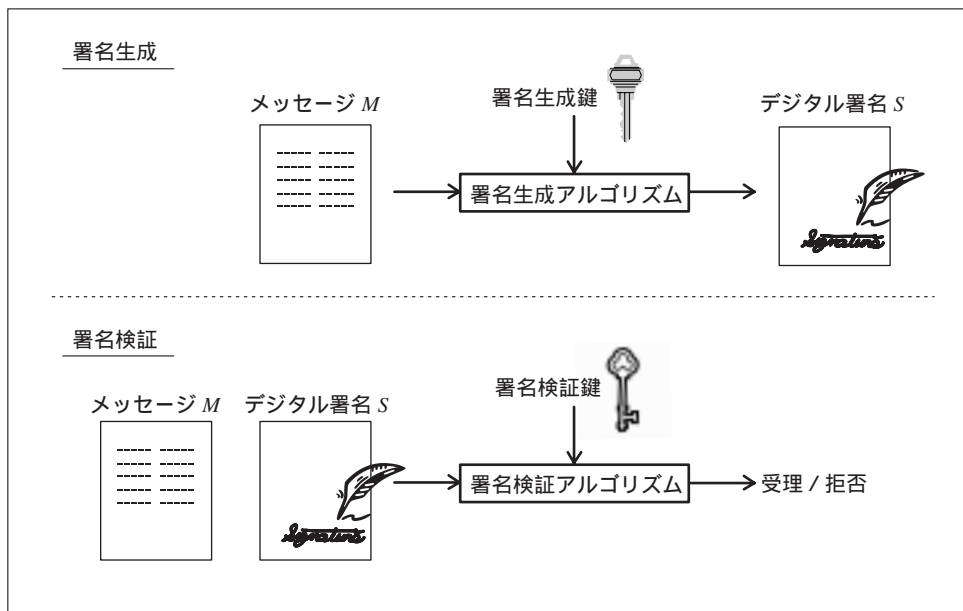 署名生成
メッセージ M
署名生成鍵
デジタル署名 S
署名生成アルゴリズム
Signature
署名検証
メッセージ M
デジタル署名 S
署名検証鍵
署名検証アルゴリズム
受理 / 拒否
Signature